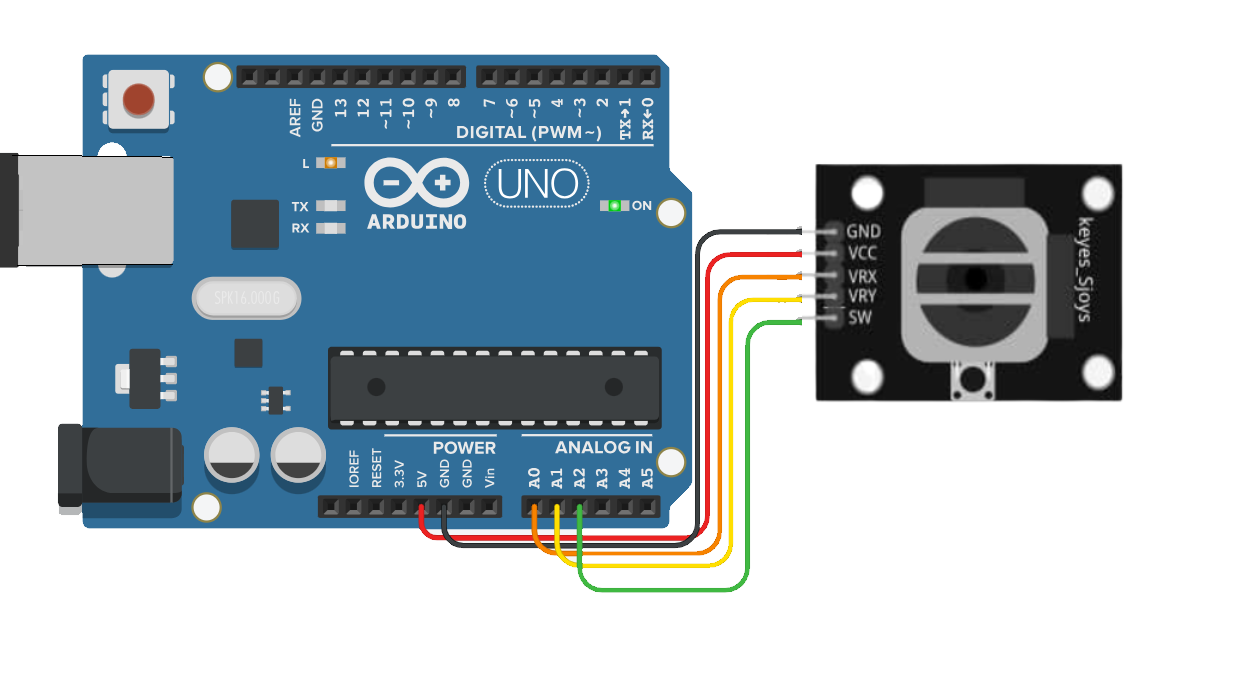 AREF
GND
13
12
~11
~10
~9
8
7
~6
~5
4
~3
2
TX→1
RX←0
DIGITAL (PWM~)
L
TX
RX
UNO
ON
ARDUINO
SPK16.000G
POWER
ANALOG IN
IOREF
RESET
3.3V
5V
GND
GND
Vin
A0
A1
A2
A3
A4
A5
GND
VCC
VRX
VRY
SW
keyes_Sjoys